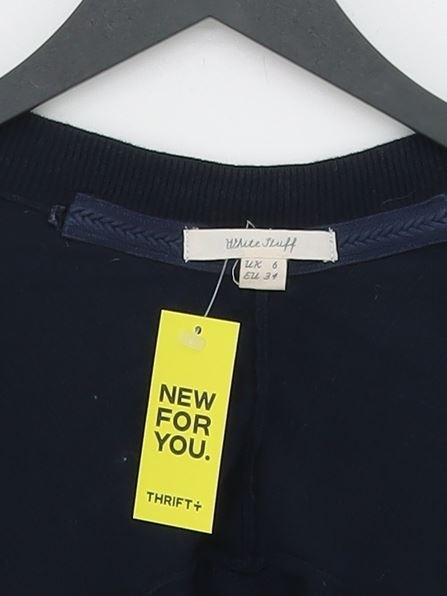 White Stuff
UK 6
EU 34
NEW
FOR
YOU.
THRIFT+